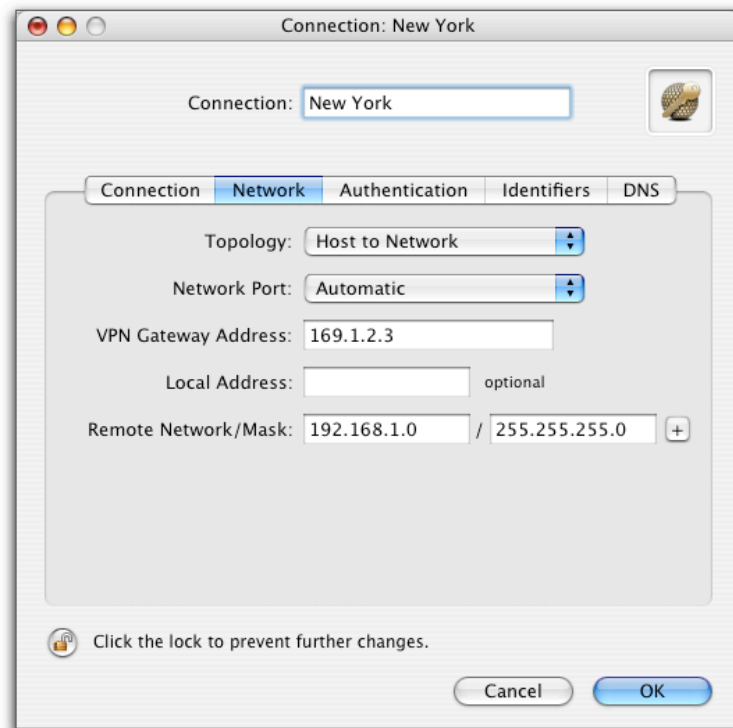 Connection: New York
Connection: New York
Connection Network Authentication Identifiers DNS
Topology: Host to Network
Network Port: Automatic
VPN Gateway Address: 169.1.2.3
Local Address: optional
Remote Network/Mask: 192.168.1.0 / 255.255.255.0 +
Click the lock to prevent further changes.
Cancel OK